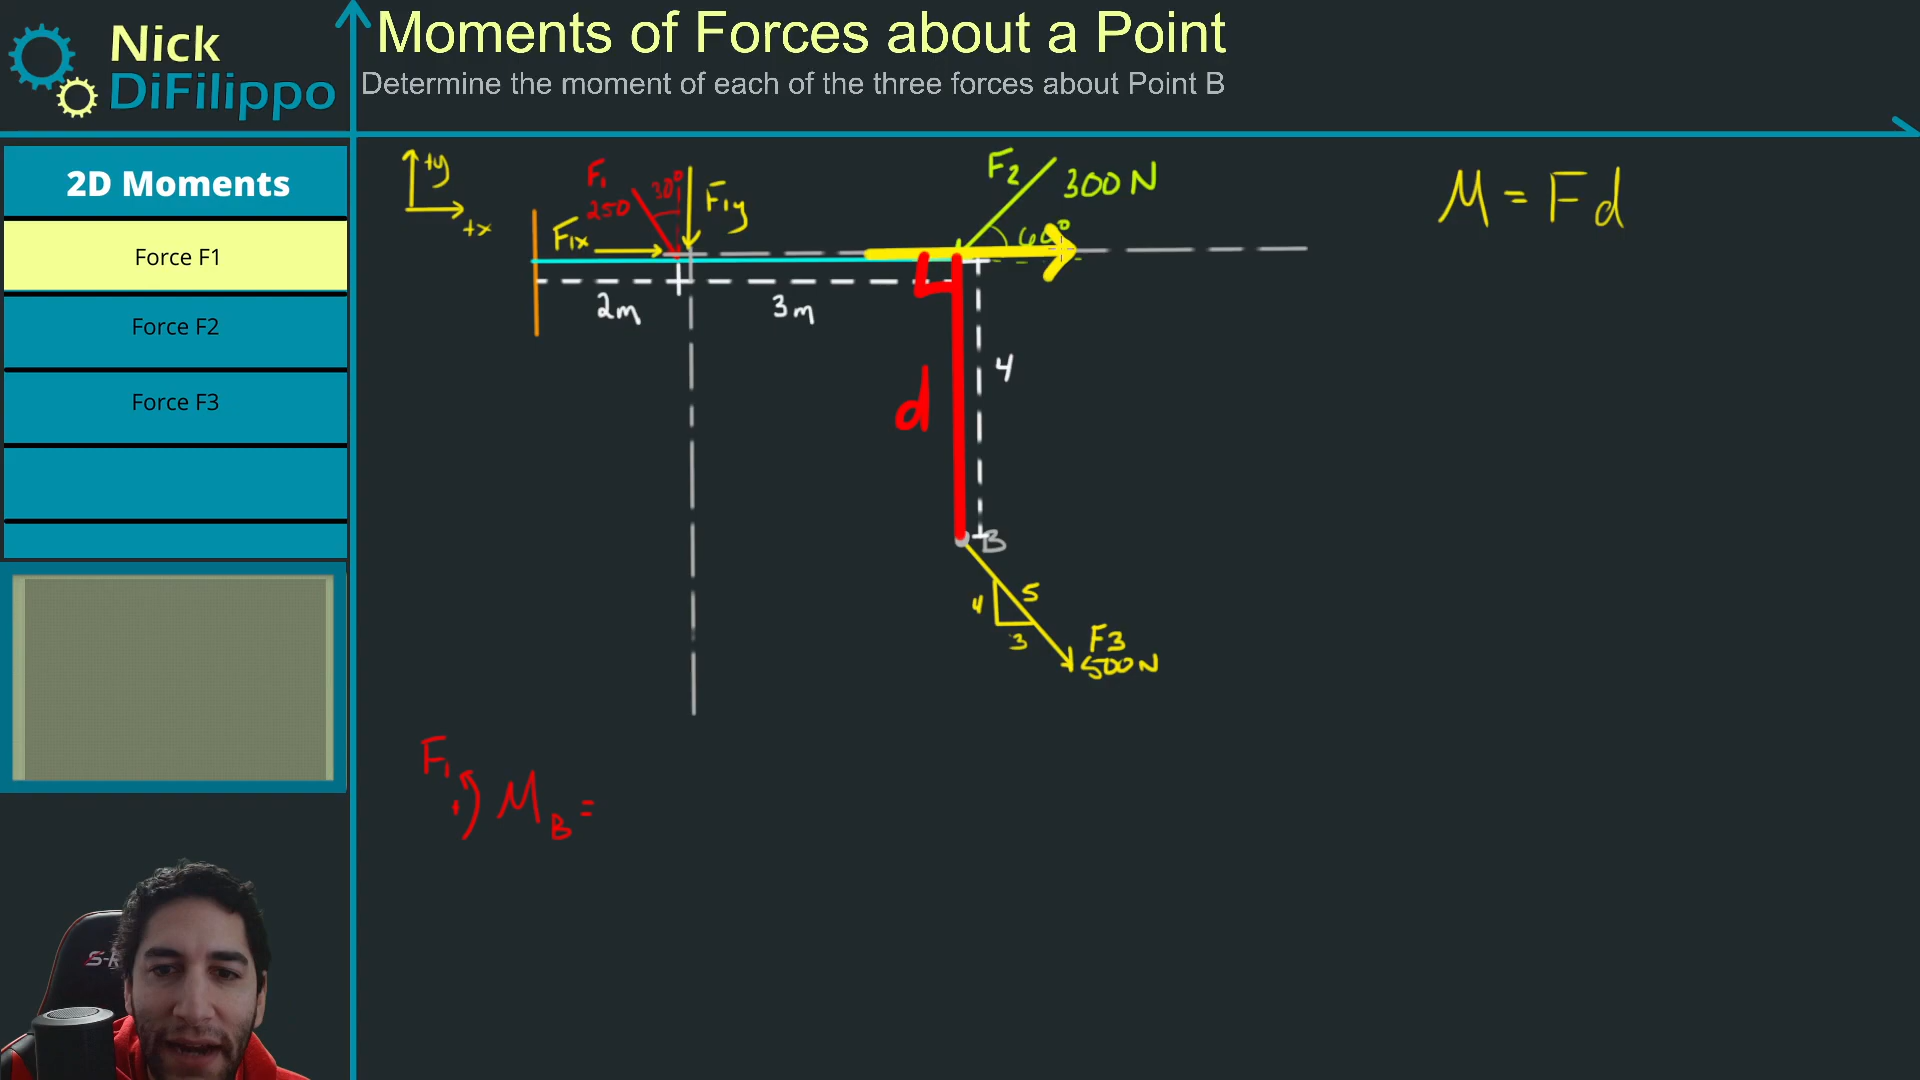 Nick
DiFilippo
Moments of Forces about a Point
Determine the moment of each of the three forces about Point B
2D Moments
Force F1
Force F2
Force F3
+y
+x
F1
250
30°
F1x
F1y
F2
300 N
60°
M = Fd
2m
3m
4
d
B
4
5
3
F3
500N
F1
+) MB =